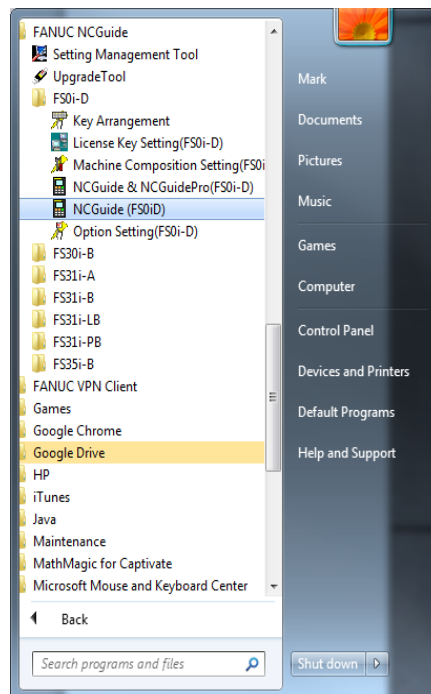 FANUC NCGuide
Setting Management Tool
UpgradeTool
FS0i-D
Key Arrangement
License Key Setting(FS0i-D)
Machine Composition Setting(FS0i
NCGuide & NCGuidePro(FS0i-D)
NCGuide (FS0iD)
Option Setting(FS0i-D)
FS30i-B
FS31i-A
FS31i-B
FS31i-LB
FS31i-PB
FS35i-B
FANUC VPN Client
Games
Google Chrome
Google Drive
HP
iTunes
Java
Maintenance
MathMagic for Captivate
Microsoft Mouse and Keyboard Center
Back
Search programs and files
Mark
Documents
Pictures
Music
Games
Computer
Control Panel
Devices and Printers
Default Programs
Help and Support
Shut down